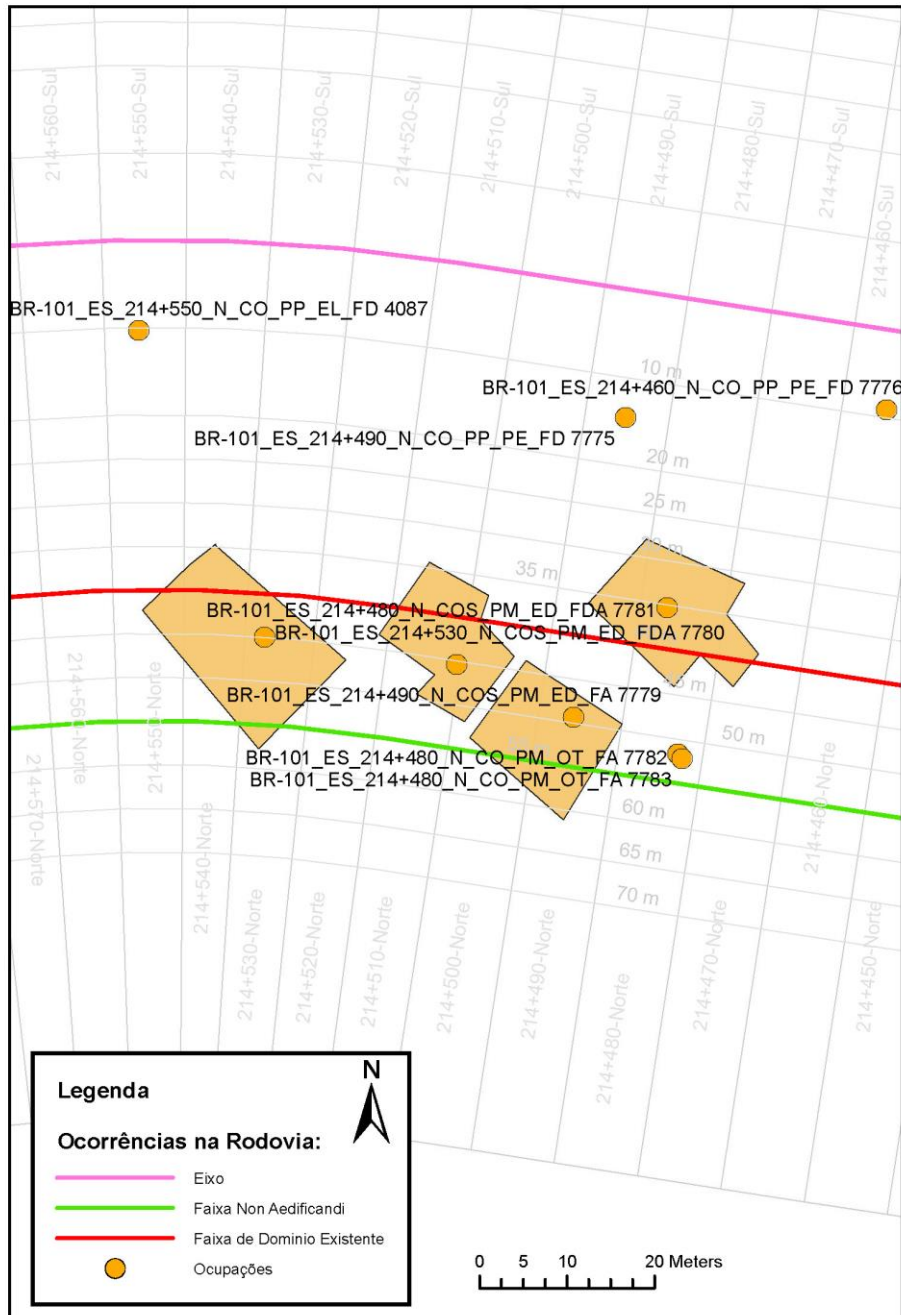 214+560-Sul
214+550-Sul
214+540-Sul
214+530-Sul
214+520-Sul
214+510-Sul
214+500-Sul
214+490-Sul
214+480-Sul
214+470-Sul
214+460-Sul
BR-101_ES_214+550_N_CO_PP_EL_FD 4087
10 m
BR-101_ES_214+460_N_CO_PP_PE_FD 7776
BR-101_ES_214+490_N_CO_PP_PE_FD 7775
20 m
25 m
35 m
BR-101_ES_214+480_N_COS_PM_ED_FDA 7781
BR-101_ES_214+530_N_COS_PM_ED_FDA 7780
BR-101_ES_214+490_N_COS_PM_ED_FA 7779
50 m
BR-101_ES_214+480_N_CO_PM_OT_FA 7782
BR-101_ES_214+480_N_CO_PM_OT_FA 7783
60 m
65 m
70 m
214+570-Norte
214+560-Norte
214+550-Norte
214+540-Norte
214+530-Norte
214+520-Norte
214+510-Norte
214+500-Norte
214+490-Norte
214+480-Norte
214+470-Norte
214+460-Norte
214+450-Norte
Legenda
N
Ocorrências na Rodovia:
Eixo
Faixa Non Aedificandi
Faixa de Dominio Existente
Ocupações
0 5 10 20 Meters